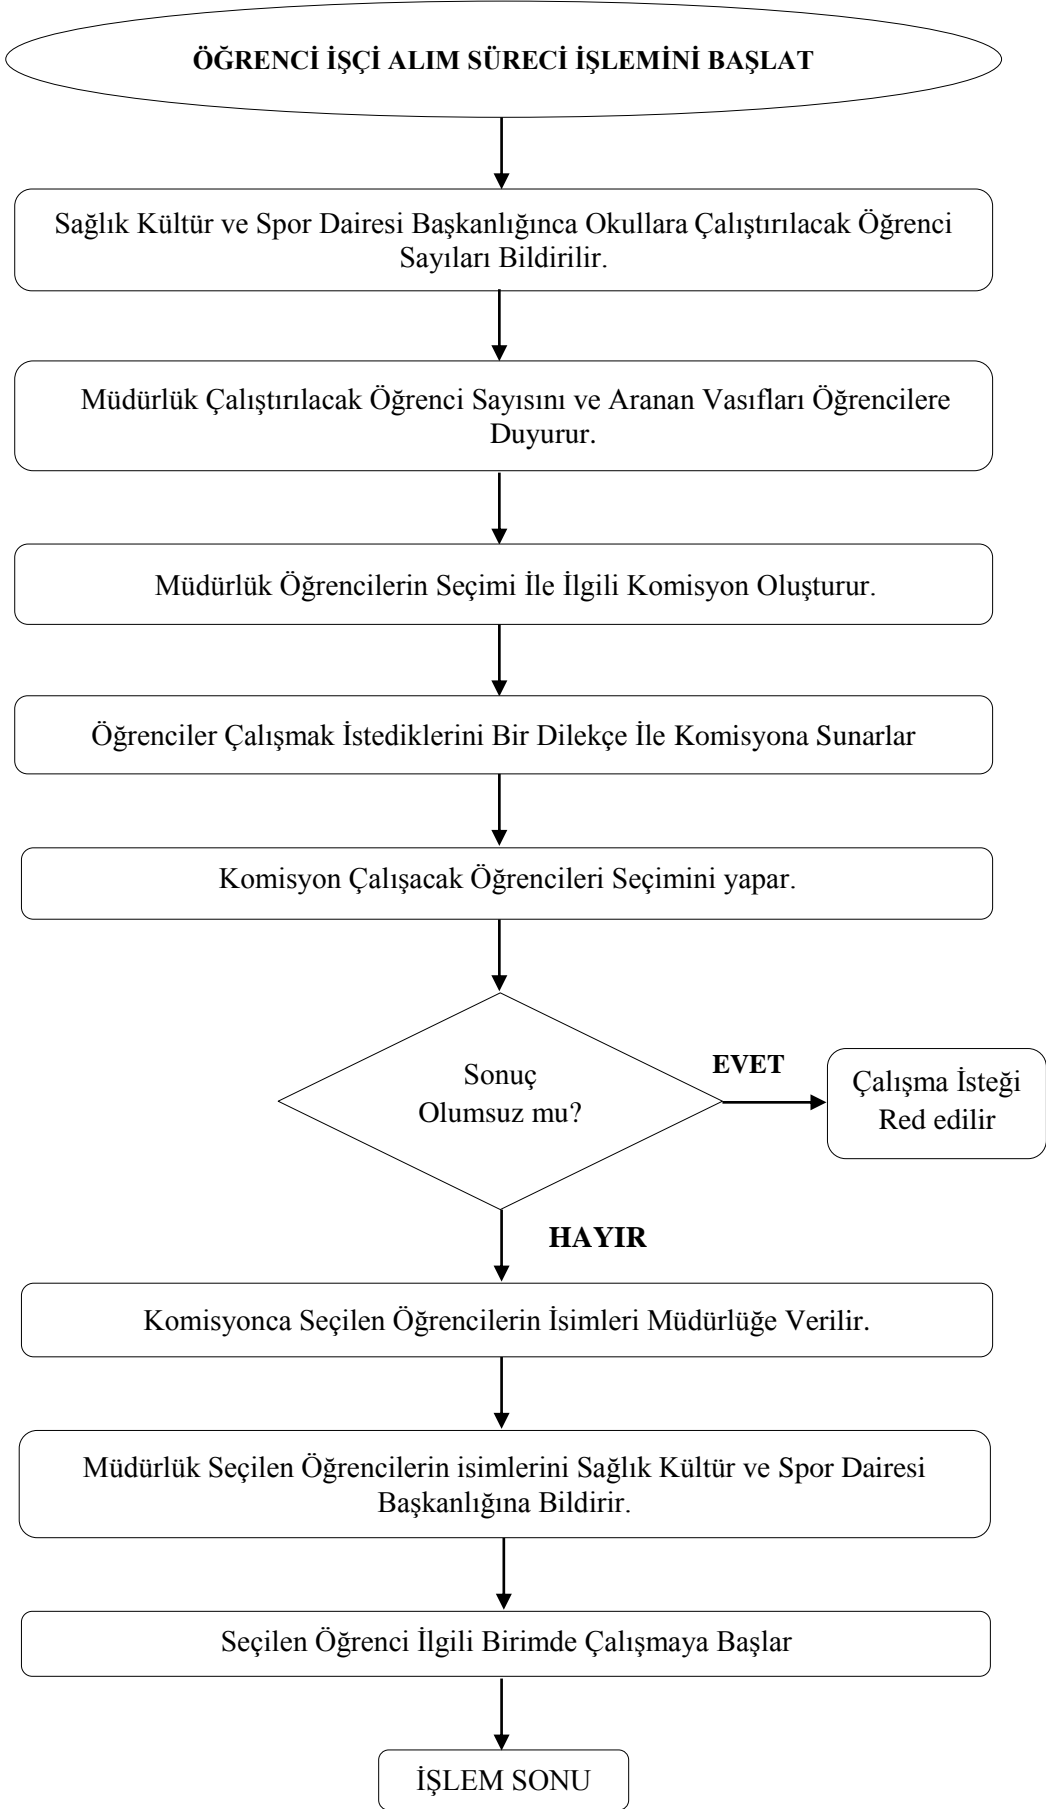 ÖĞRENCİ İŞÇİ ALIM SÜRECİ İŞLEMİNİ BAŞLAT
Sağlık Kültür ve Spor Dairesi Başkanlığınca Okullara Çalıştırılacak Öğrenci
Sayıları Bildirilir.
Müdürlük Çalıştırılacak Öğrenci Sayısını ve Aranan Vasıfları Öğrencilere
Duyurur.
Müdürlük Öğrencilerin Seçimi İle İlgili Komisyon Oluşturur.
Öğrenciler Çalışmak İstediklerini Bir Dilekçe İle Komisyona Sunarlar
Komisyon Çalışacak Öğrencileri Seçimini yapar.
Sonuç
Olumsuz mu?
EVET
Çalışma İsteği
Red edilir
HAYIR
Komisyonca Seçilen Öğrencilerin İsimleri Müdürlüğe Verilir.
Müdürlük Seçilen Öğrencilerin isimlerini Sağlık Kültür ve Spor Dairesi
Başkanlığına Bildirir.
Seçilen Öğrenci İlgili Birimde Çalışmaya Başlar
İŞLEM SONU